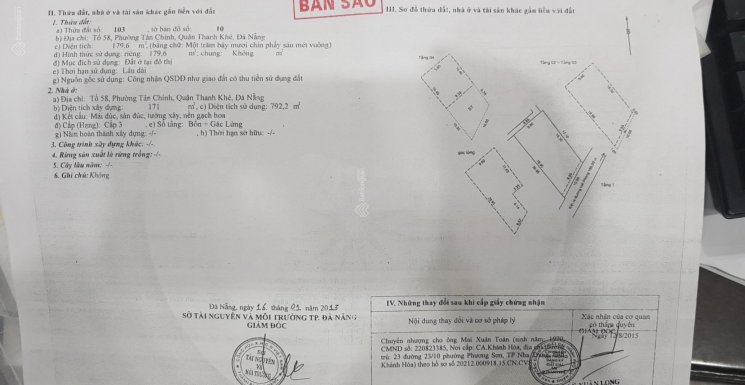 BẢN SAO
II. Thửa đất, nhà ở và tài sản khác gắn liền với đất
1. Thửa đất:
a) Thửa đất số: 103 , tờ bản đồ số: 10
b) Địa chỉ: Tổ 58, Phường Tân Chính, Quận Thanh Khê, Đà Nẵng
c) Diện tích: 179,6 m², (bằng chữ: Một trăm bảy mươi chín phẩy sáu mét vuông)
d) Hình thức sử dụng: riêng: 179,6 m²; chung: Không m²
đ) Mục đích sử dụng: Đất ở tại đô thị
e) Thời hạn sử dụng: Lâu dài
g) Nguồn gốc sử dụng: Công nhận QSDĐ như giao đất có thu tiền sử dụng đất
2. Nhà ở:
a) Địa chỉ: Tổ 58, Phường Tân Chính, Quận Thanh Khê, Đà Nẵng
b) Diện tích xây dựng: 171 m², c) Diện tích sử dụng: 792,2 m²
d) Kết cấu: Mái đúc, sàn đúc, tường xây, nền gạch hoa
đ) Cấp (Hạng): Cấp 3 , e) Số tầng: Bốn + Gác Lửng
g) Năm hoàn thành xây dựng: -/- , h) Thời hạn sở hữu: -/-
3. Công trình xây dựng khác: -/-
4. Rừng sản xuất là rừng trồng: -/-
5. Cây lâu năm: -/-
6. Ghi chú: Không
III. Sơ đồ thửa đất, nhà ở và tài sản khác gắn liền với đất
Tầng 04
Tầng 02 - Tầng 03
ST
gác lửng
Tầng 1
Đà Nẵng, ngày 16 tháng 01 năm 2013
SỞ TÀI NGUYÊN VÀ MÔI TRƯỜNG TP. ĐÀ NẴNG
GIÁM ĐỐC
SỞ
TÀI NGUYÊN
VÀ
MÔI TRƯỜNG
IV. Những thay đổi sau khi cấp giấy chứng nhận
Nội dung thay đổi và cơ sở pháp lý
Xác nhận của cơ quan
có thẩm quyền
GIÁM ĐỐC
Ngày 12/8/2015
Chuyển nhượng cho ông Mai Xuân Toàn (sinh năm:
CMND số: 220823385, Nơi cấp: CA.Khánh Hòa, địa chỉ
trú: 23 đường 23/10 phường Phương Sơn, TP Nha
Khánh Hòa) theo hồ sơ số 20212.000918.15.CN.CV
XUÂN LONG